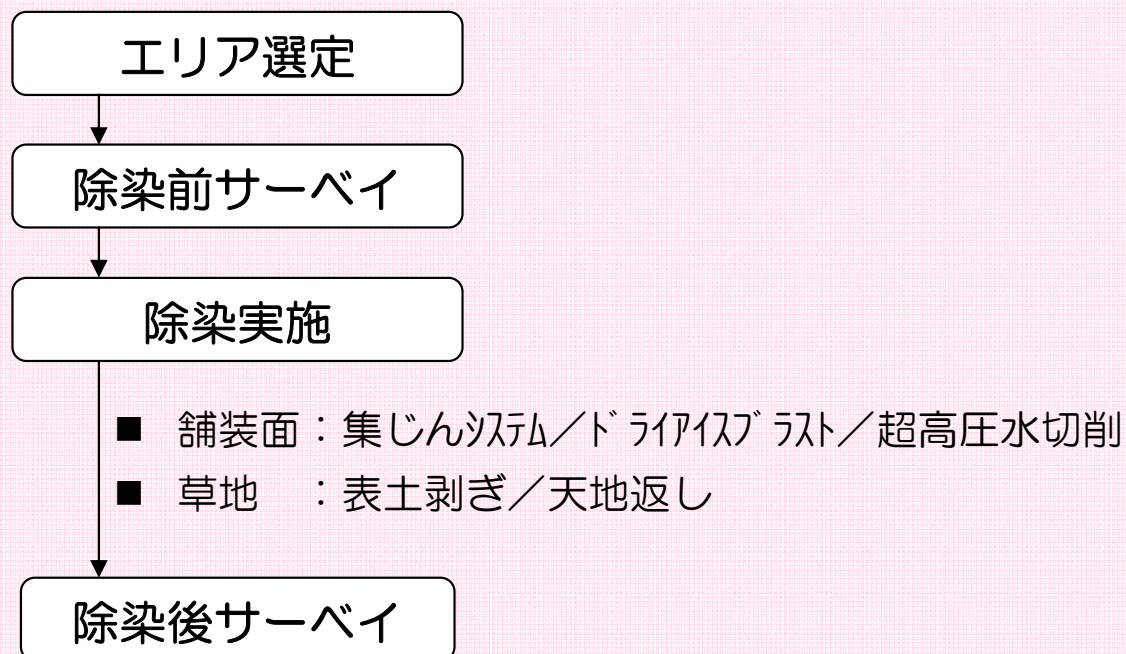 エリア選定
除染前サーベイ
除染実施
■ 舗装面：集じんｼｽﾃﾑ／ﾄﾞﾗｲｱｲｽﾌﾞﾗｽﾄ／超高圧水切削
■ 草地　：表土剥ぎ／天地返し
除染後サーベイ